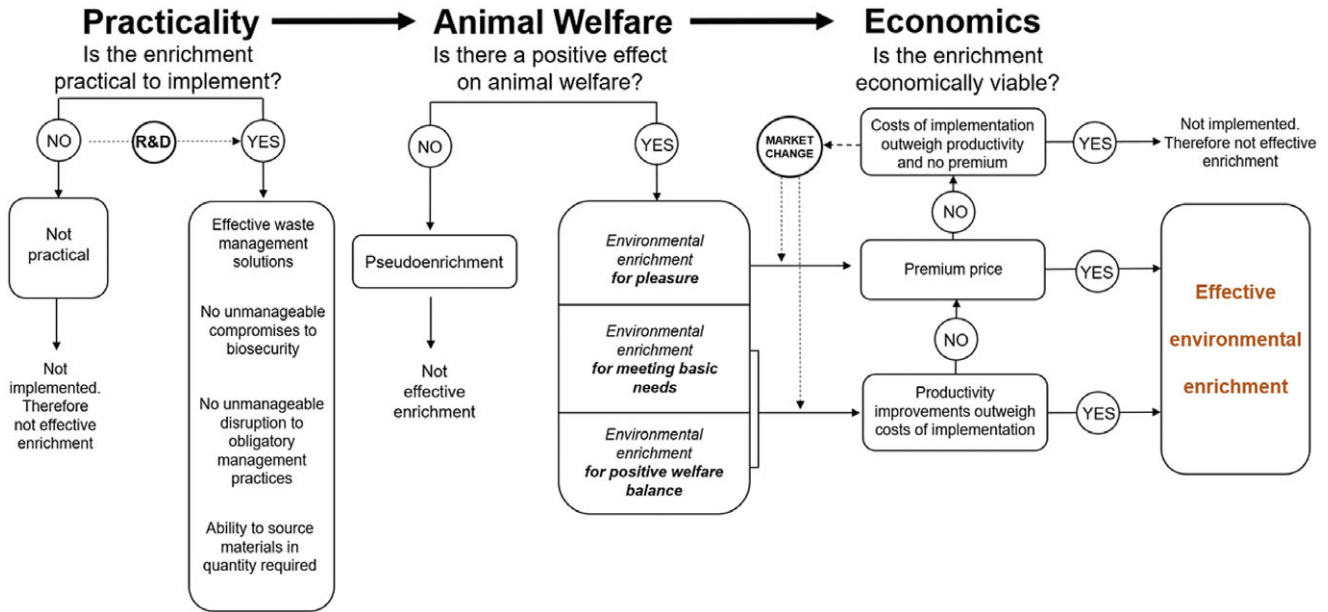 Practicality
Animal Welfare
Economics
Is the enrichment
practical to implement?
Is there a positive effect
on animal welfare?
Is the enrichment
economically viable?
NO
R&D
YES
Not
practical
Not
implemented.
Therefore
not effective
enrichment
Effective waste
management
solutions
No unmanageable
compromises to
biosecurity
No unmanageable
disruption to
obligatory
management
practices
Ability to source
materials in
quantity required
NO
YES
Pseudoenrichment
Not
effective
enrichment
Environmental
enrichment
for pleasure
Environmental
enrichment
for meeting basic
needs
Environmental
enrichment
for positive welfare
balance
MARKET
CHANGE
Costs of implementation
outweigh productivity
and no premium
YES
Not implemented.
Therefore not effective
enrichment
NO
Premium price
YES
NO
Productivity
improvements outweigh
costs of implementation
YES
Effective
environmental
enrichment